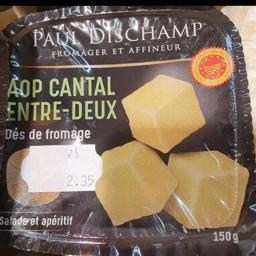 PAUL DISCHAMP
FROMAGER ET AFFINEUR
AOP CANTAL
ENTRE-DEUX
Dés de fromage
2.35
Salade et apéritif
150g